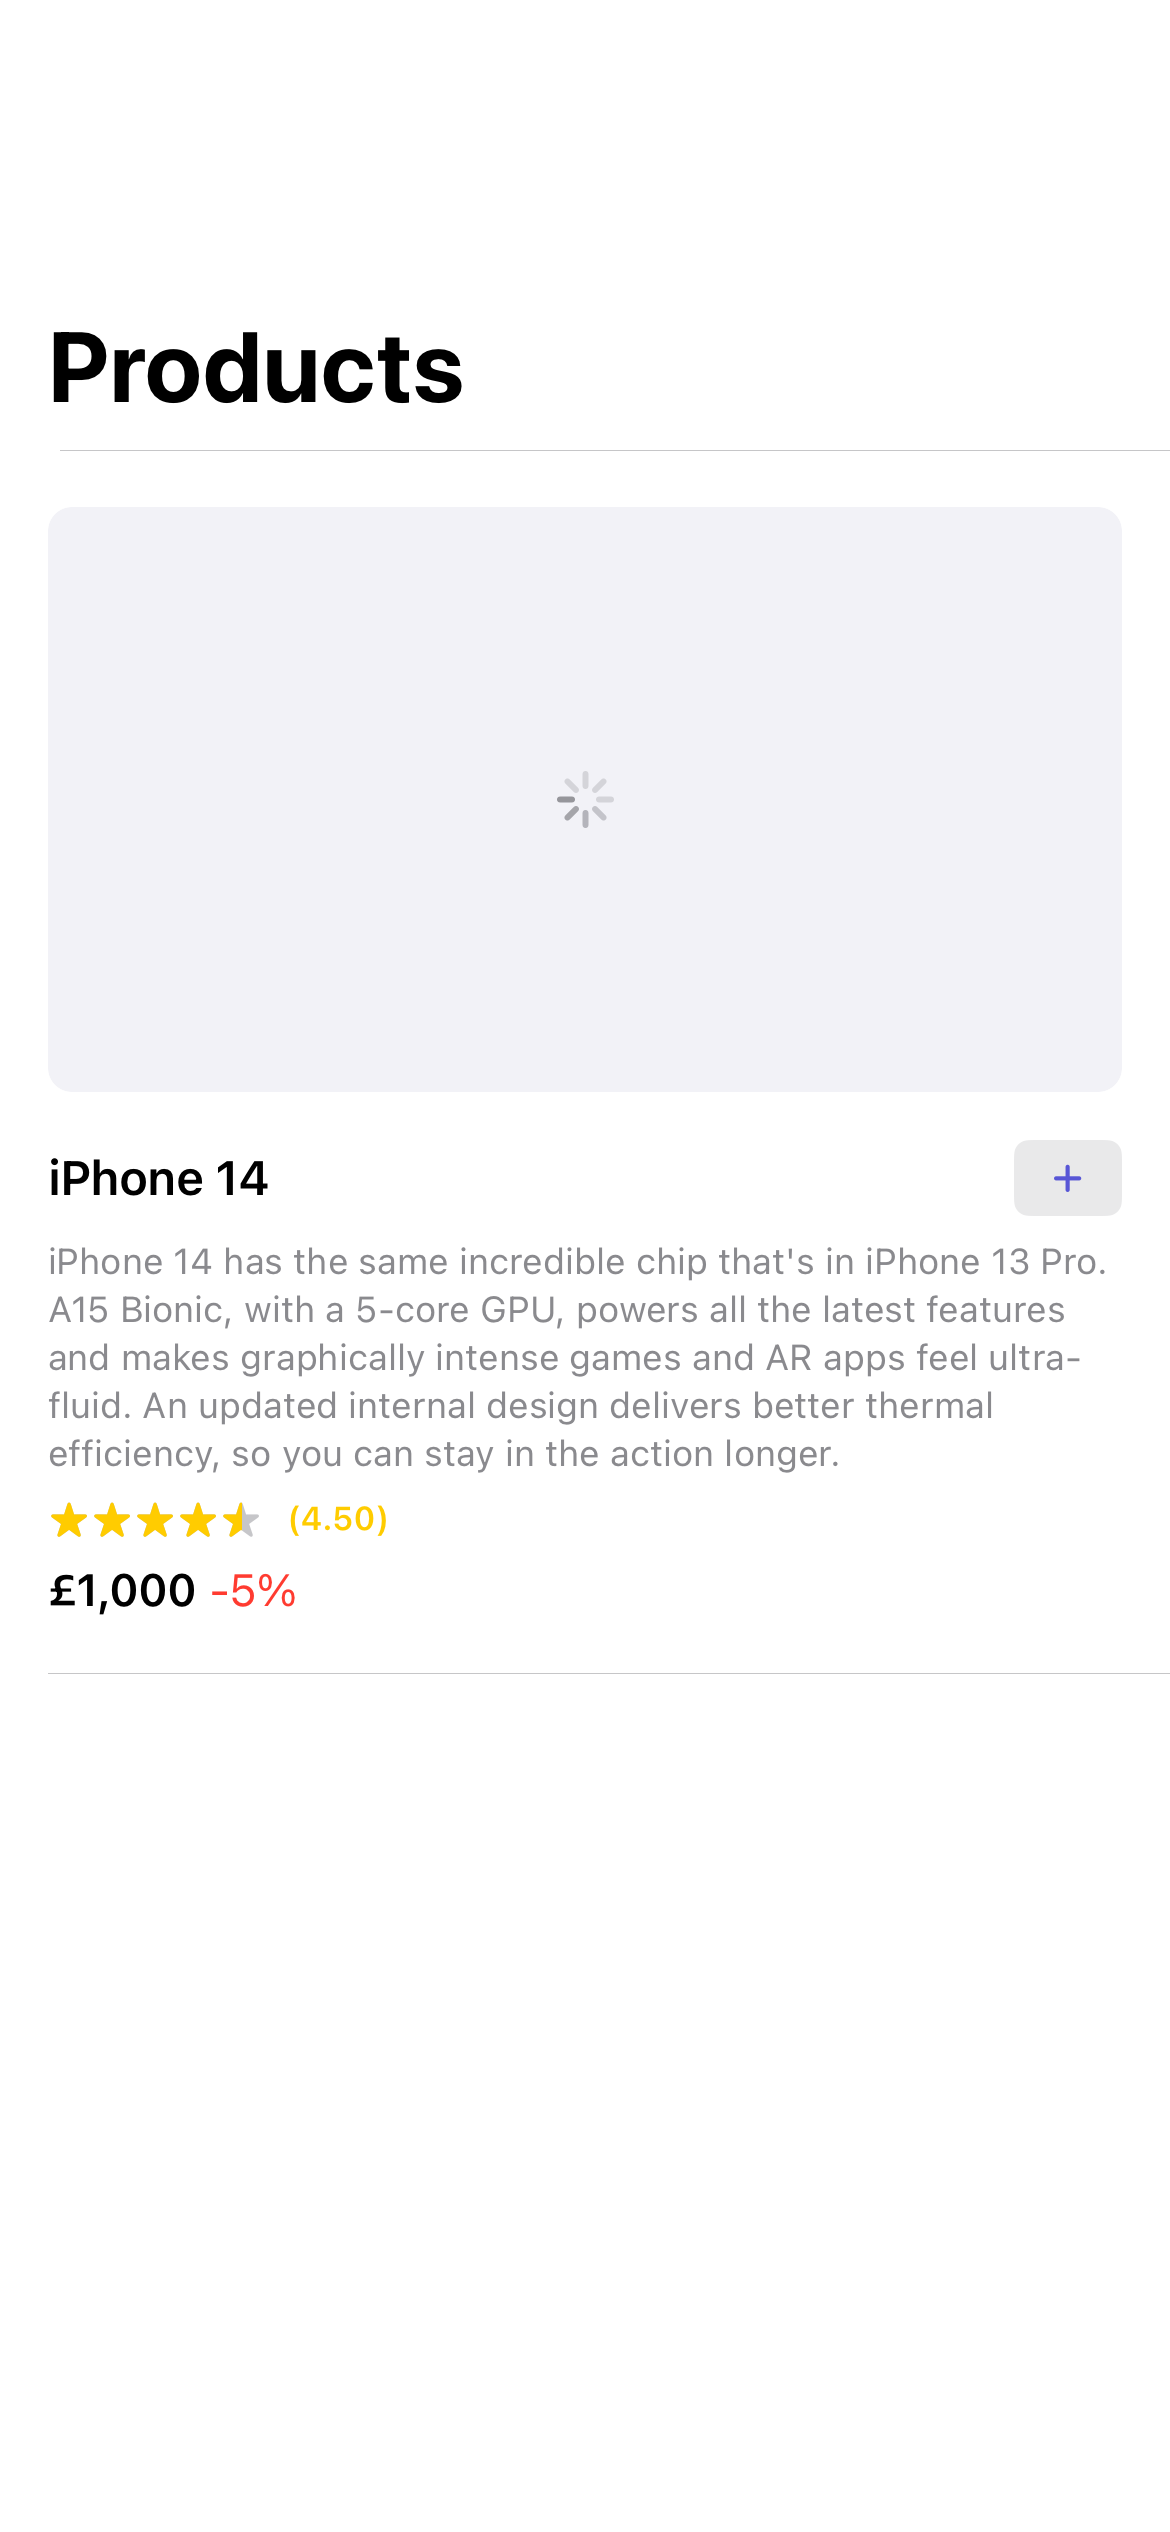 Products
iPhone 14
+
iPhone 14 has the same incredible chip that's in iPhone 13 Pro.
A15 Bionic, with a 5-core GPU, powers all the latest features
and makes graphically intense games and AR apps feel ultra-
fluid. An updated internal design delivers better thermal
efficiency, so you can stay in the action longer.
(4.50)
£1,000 -5%